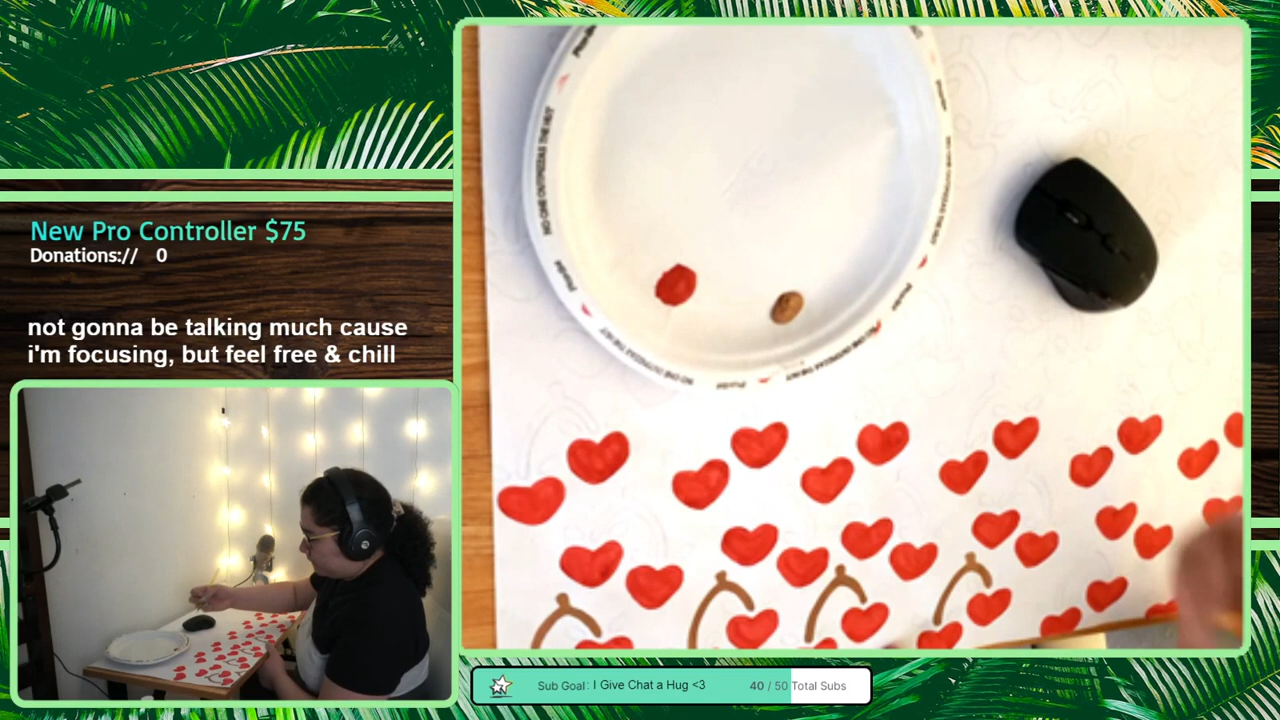 New Pro Controller $75
Donations:// 0
not gonna be talking much cause
i'm focusing, but feel free & chill
Sub Goal: I Give Chat a Hug <3 40 / 50 Total Subs